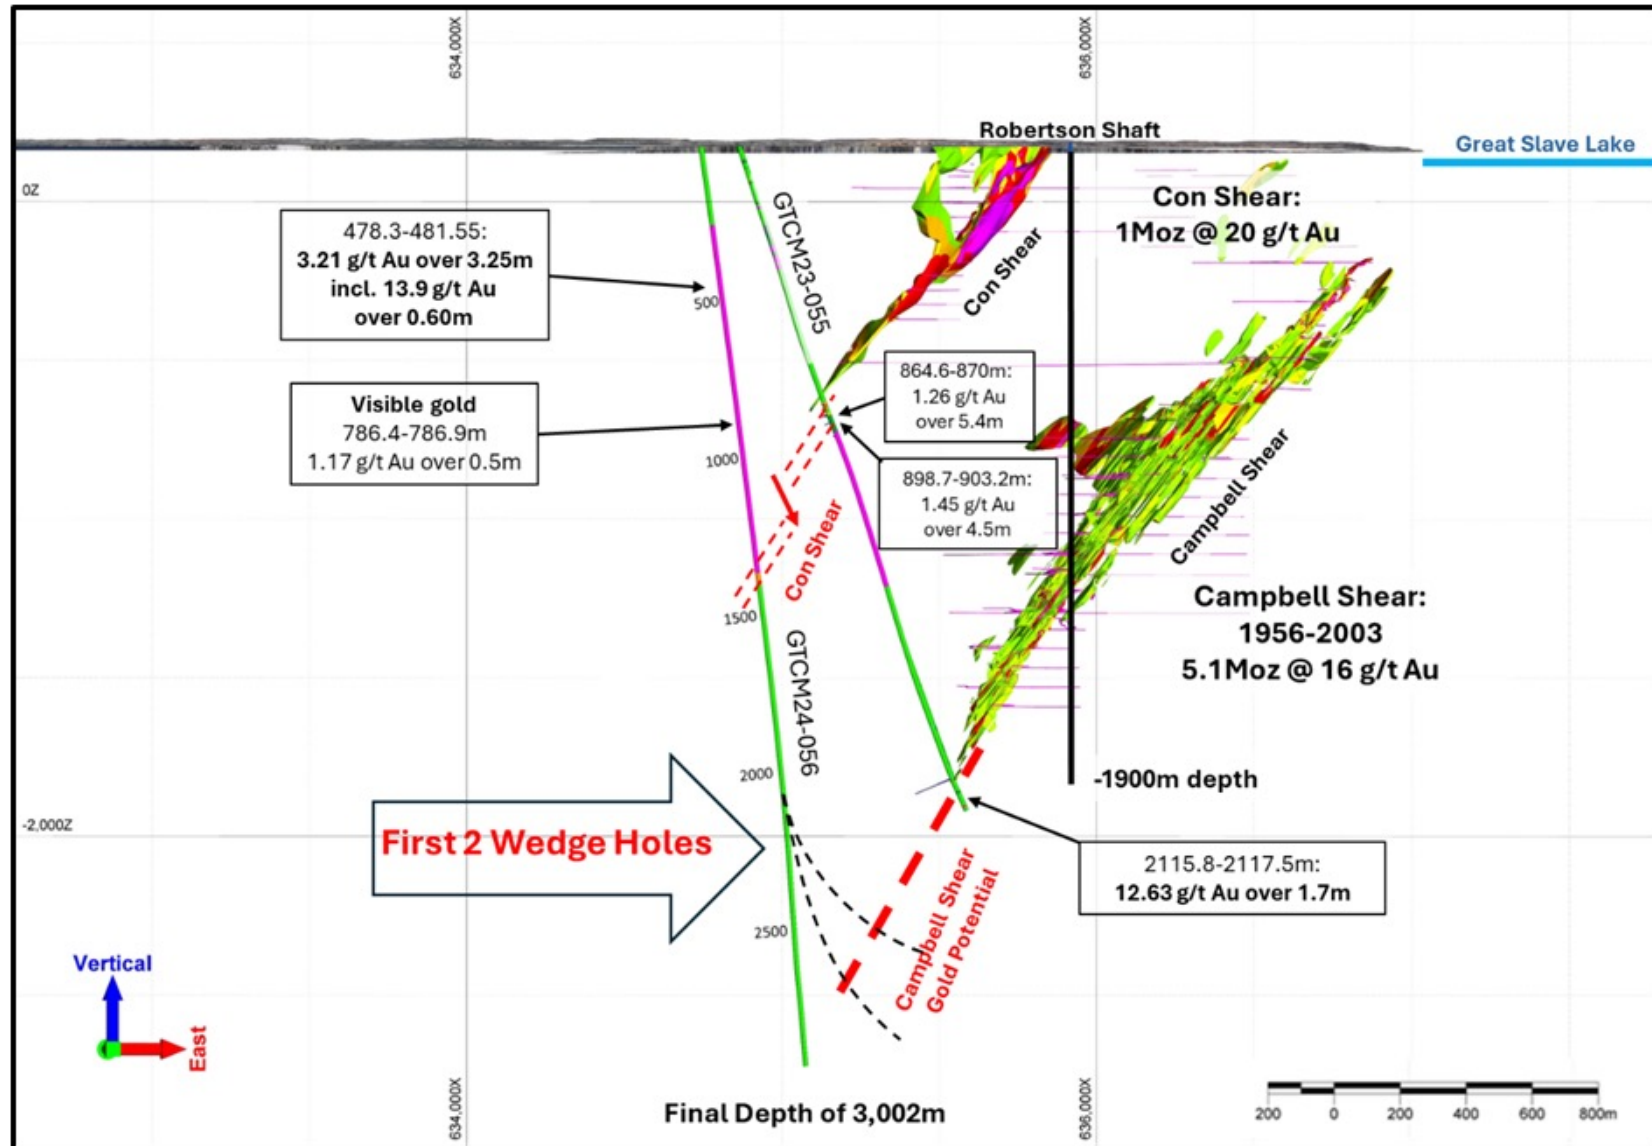 634,000X
636,000X
Robertson Shaft
Great Slave Lake
0Z
Con Shear:
1Moz @ 20 g/t Au
478.3-481.55:
3.21 g/t Au over 3.25m
incl. 13.9 g/t Au
over 0.60m
GTCM23-055
Con Shear
500
864.6-870m:
1.26 g/t Au
over 5.4m
Visible gold
786.4-786.9m
1.17 g/t Au over 0.5m
1000
898.7-903.2m:
1.45 g/t Au
over 4.5m
Campbell Shear
Con Shear
1500
Campbell Shear:
1956-2003
5.1Moz @ 16 g/t Au
GTCM24-056
2000
-1900m depth
-2,000Z
First 2 Wedge Holes
2115.8-2117.5m:
12.63 g/t Au over 1.7m
2500
Campbell Shear
Gold Potential
Vertical
East
634,000X
636,000X
Final Depth of 3,002m
200 0 200 400 600 800m